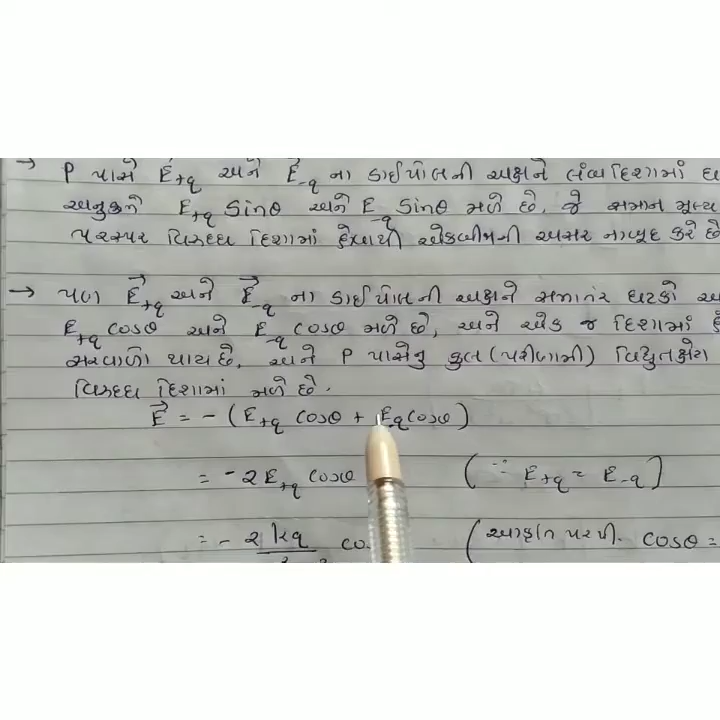 → P પાસે E⃗+q અને E⃗-q ના ડાઈપોલની અક્ષને લંબદિશામાં ઘ
અનુક્રમે E+q Sinθ અને E-q Sinθ મળે છે, જે સમાન મૂલ્ય
પરસ્પર વિરુદ્ધ દિશામાં હોવાથી એકબીજાની અસર નાબૂદ કરે છે
→ પણ E⃗+q અને E⃗-q ના ડાઈપોલની અક્ષને સમાંતર ઘટકો અ
E+q cosθ અને E-q cosθ મળે છે, અને એક જ દિશામાં હ
સરવાળો થાય છે, અને P પાસેનુ કુલ (પરીણામી) વિદ્યુતક્ષેત્ર
વિરુદ્ધ દિશામાં મળે છે.
E⃗ = - (E+q cosθ + E-q cosθ)
= -2 E+q cosθ (∵ E+q = E-q)
= - 2kq (આકૃતિ પરથી. cosθ =